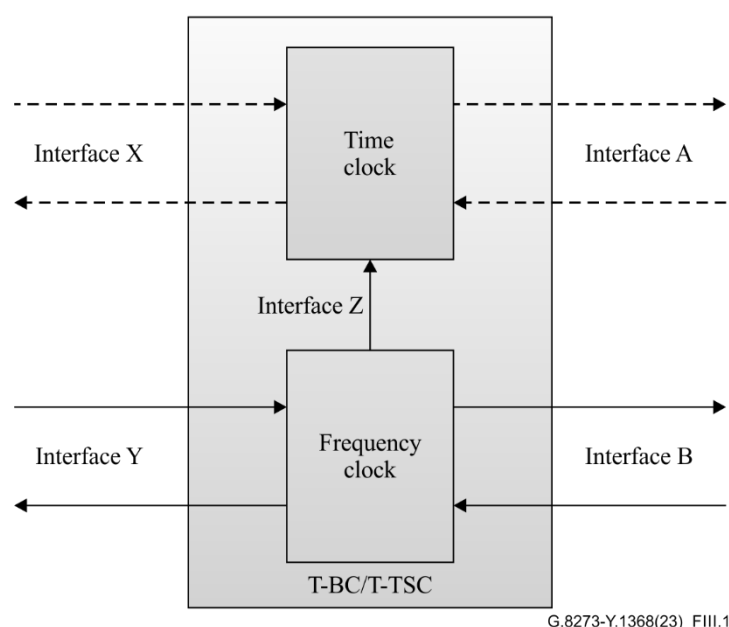 Time
clock
Interface X
Interface A
Interface Z
Frequency
clock
Interface Y
Interface B
T-BC/T-TSC
G.8273-Y.1368(23)_FIII.1